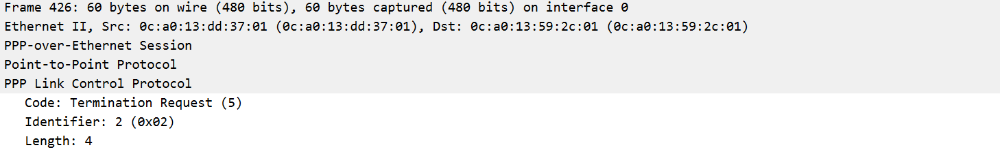 Frame 426: 60 bytes on wire (480 bits), 60 bytes captured (480 bits) on interface 0
Ethernet II, Src: 0c:a0:13:dd:37:01 (0c:a0:13:dd:37:01), Dst: 0c:a0:13:59:2c:01 (0c:a0:13:59:2c:01)
PPP-over-Ethernet Session
Point-to-Point Protocol
PPP Link Control Protocol
Code: Termination Request (5)
Identifier: 2 (0x02)
Length: 4